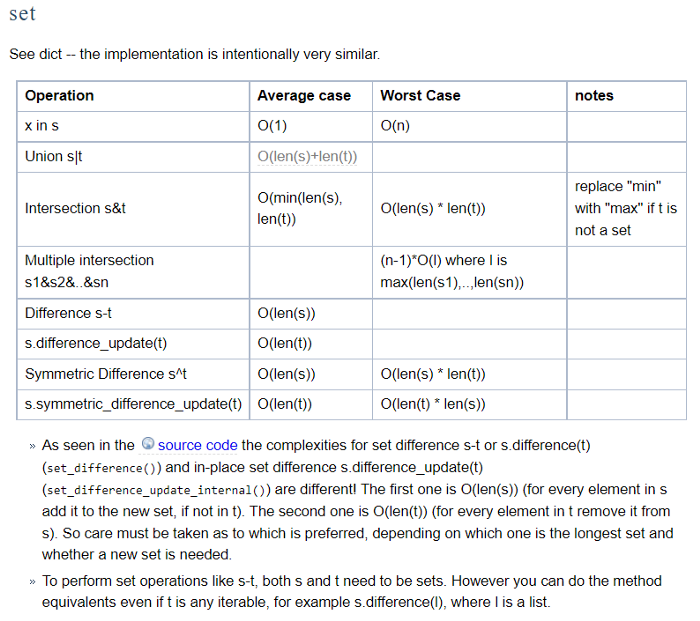 set
See dict -- the implementation is intentionally very similar.
Operation Average case Worst Case notes
x in s O(1) O(n)
Union s|t O(len(s)+len(t))
Intersection s&t O(min(len(s), len(t)) O(len(s) * len(t)) replace "min" with "max" if t is not a set
Multiple intersection s1&s2&..&sn (n-1)*O(l) where l is max(len(s1),..,len(sn))
Difference s-t O(len(s))
s.difference_update(t) O(len(t))
Symmetric Difference s^t O(len(s)) O(len(s) * len(t))
s.symmetric_difference_update(t) O(len(t)) O(len(t) * len(s))
» As seen in the source code the complexities for set difference s-t or s.difference(t)
(set_difference()) and in-place set difference s.difference_update(t)
(set_difference_update_internal()) are different! The first one is O(len(s)) (for every element in s
add it to the new set, if not in t). The second one is O(len(t)) (for every element in t remove it from
s). So care must be taken as to which is preferred, depending on which one is the longest set and
whether a new set is needed.
» To perform set operations like s-t, both s and t need to be sets. However you can do the method
equivalents even if t is any iterable, for example s.difference(l), where l is a list.